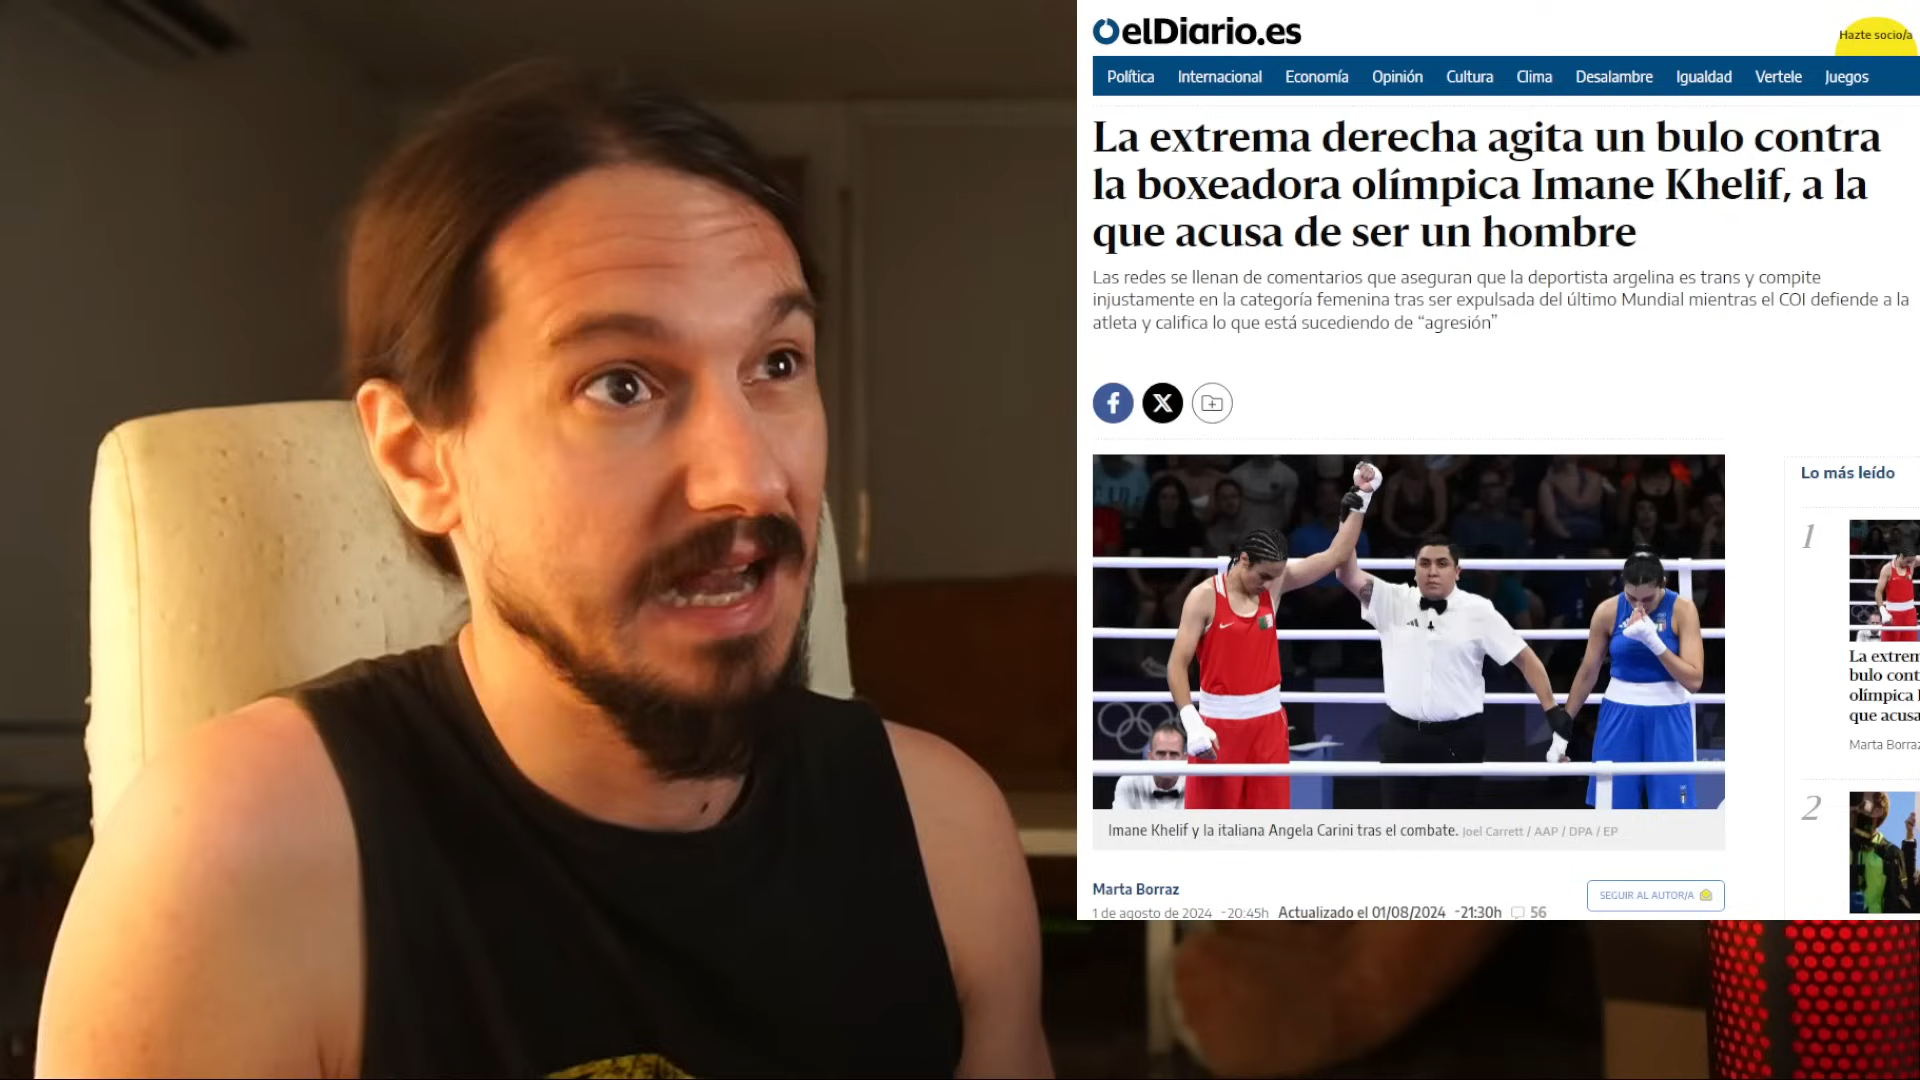 elDiario.es
Hazte socio/a
Política Internacional Economía Opinión Cultura Clima Desalambre Igualdad Vertele Juegos
La extrema derecha agita un bulo contra
la boxeadora olímpica Imane Khelif, a la
que acusa de ser un hombre
Las redes se llenan de comentarios que aseguran que la deportista argelina es trans y compite
injustamente en la categoría femenina tras ser expulsada del último Mundial mientras el COI defiende a la
atleta y califica lo que está sucediendo de “agresión”
Imane Khelif y la italiana Angela Carini tras el combate. Joel Carrett / AAP / DPA / EP
Marta Borraz
SEGUIR AL AUTOR/A
1 de agosto de 2024 -20:45h Actualizado el 01/08/2024 -21:30h 56
Lo más leído
1
La extrem
bulo cont
olímpica
que acusa
Marta Borraz
2